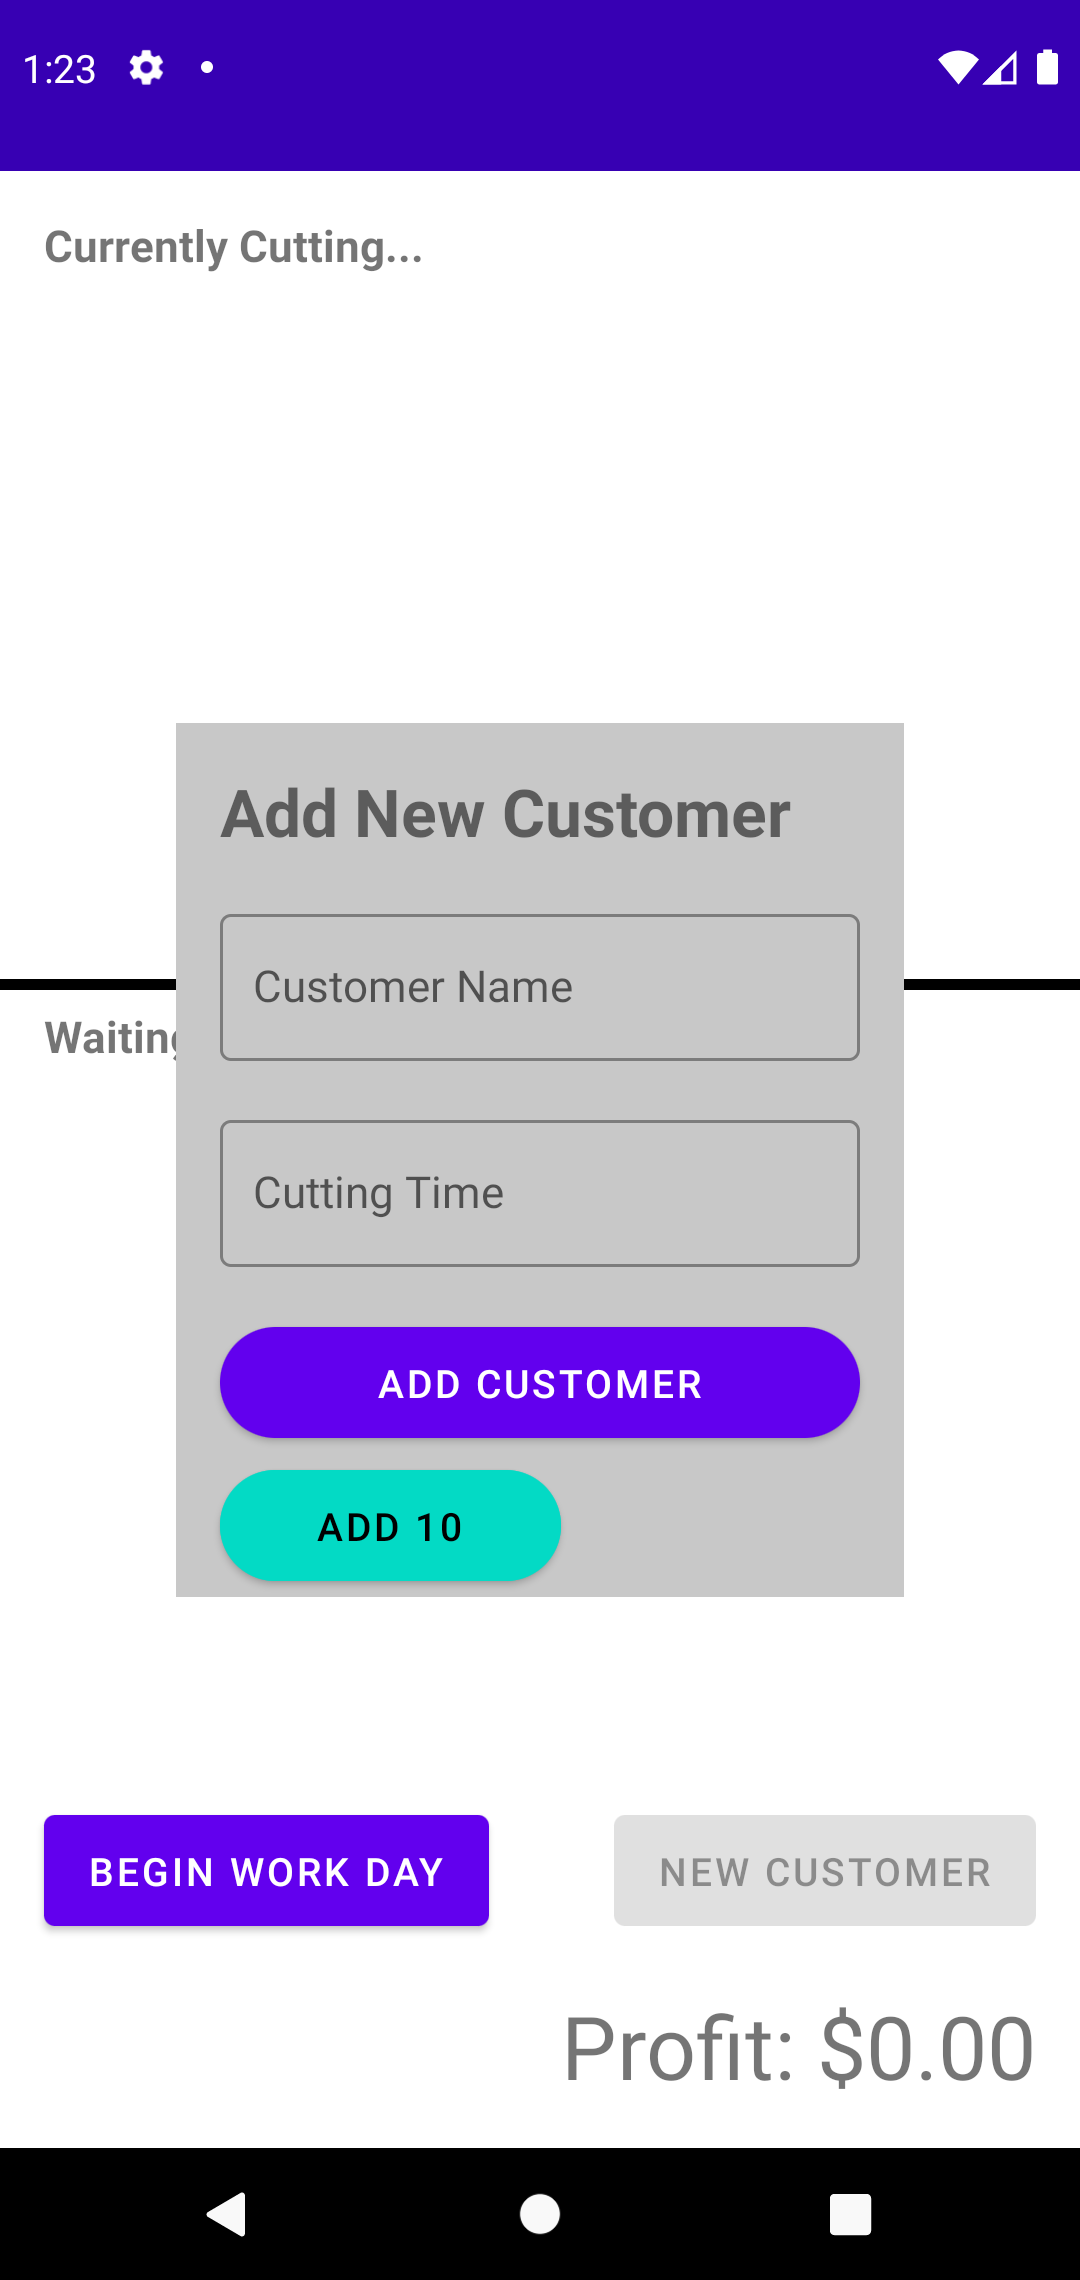 1:23
Currently Cutting...
Add New Customer
Customer Name
Waiting
Cutting Time
ADD CUSTOMER
ADD 10
BEGIN WORK DAY
NEW CUSTOMER
Profit: $0.00